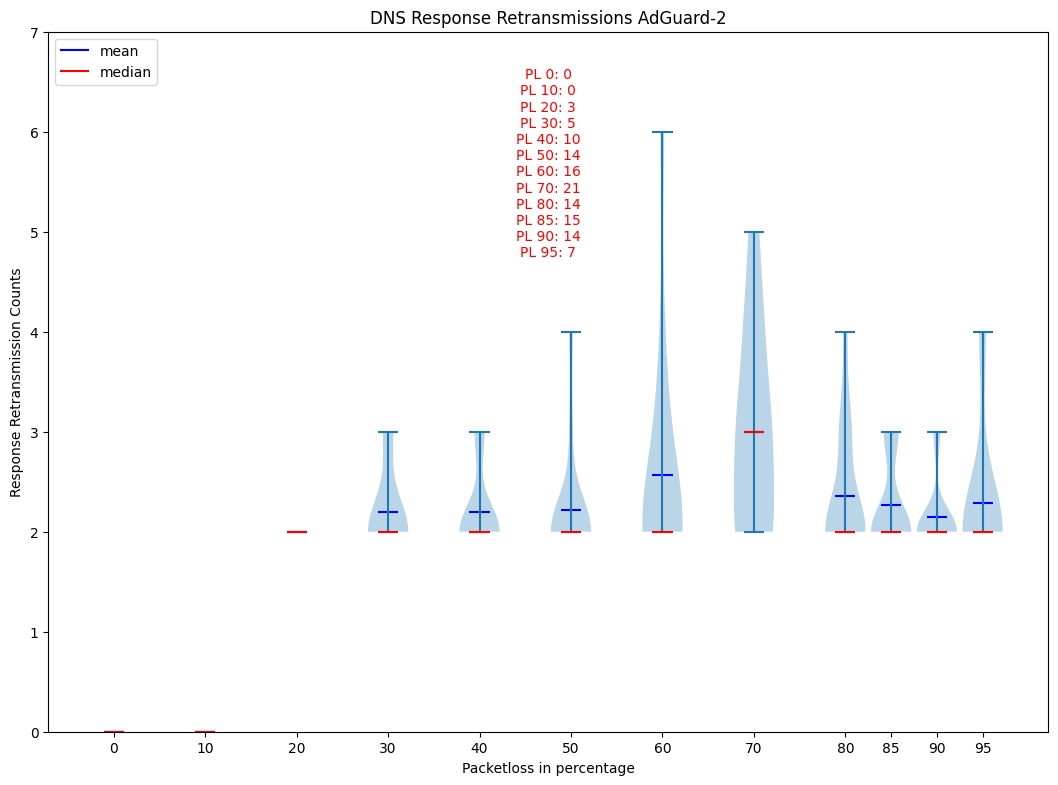 DNS Response Retransmissions AdGuard-2
mean
median
PL 0: 0
PL 10: 0
PL 20: 3
PL 30: 5
PL 40: 10
PL 50: 14
PL 60: 16
PL 70: 21
PL 80: 14
PL 85: 15
PL 90: 14
PL 95: 7
Response Retransmission Counts
7
6
5
4
3
2
1
0
0 10 20 30 40 50 60 70 80 85 90 95
Packetloss in percentage